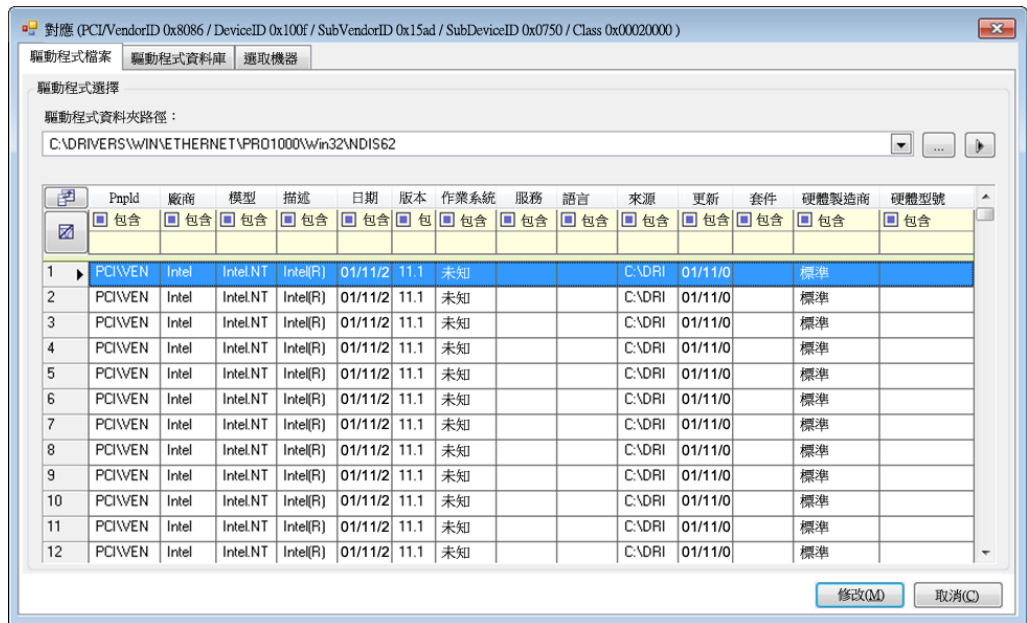 對應 (PCI/VendorID 0x8086 / DeviceID 0x100f / SubVendorID 0x15ad / SubDeviceID 0x0750 / Class 0x00020000 )
驅動程式檔案 驅動程式資料庫 選取機器
驅動程式選擇
驅動程式資料夾路徑：
C:\DRIVERS\WIN\ETHERNET\PRO1000\Win32\NDIS62 ...
PnpId 廠商 模型 描述 日期 版本 作業系統 服務 語言 來源 更新 套件 硬體製造商 硬體型號
包含 包含 包含 包含 包含 包 包含 包含 包含 包含 包含 包含 包含 包含
1 PCI\VEN Intel Intel.NT Intel(R) 01/11/2 11.1 未知 C:\DRI 01/11/0 標準
2 PCI\VEN Intel Intel.NT Intel(R) 01/11/2 11.1 未知 C:\DRI 01/11/0 標準
3 PCI\VEN Intel Intel.NT Intel(R) 01/11/2 11.1 未知 C:\DRI 01/11/0 標準
4 PCI\VEN Intel Intel.NT Intel(R) 01/11/2 11.1 未知 C:\DRI 01/11/0 標準
5 PCI\VEN Intel Intel.NT Intel(R) 01/11/2 11.1 未知 C:\DRI 01/11/0 標準
6 PCI\VEN Intel Intel.NT Intel(R) 01/11/2 11.1 未知 C:\DRI 01/11/0 標準
7 PCI\VEN Intel Intel.NT Intel(R) 01/11/2 11.1 未知 C:\DRI 01/11/0 標準
8 PCI\VEN Intel Intel.NT Intel(R) 01/11/2 11.1 未知 C:\DRI 01/11/0 標準
9 PCI\VEN Intel Intel.NT Intel(R) 01/11/2 11.1 未知 C:\DRI 01/11/0 標準
10 PCI\VEN Intel Intel.NT Intel(R) 01/11/2 11.1 未知 C:\DRI 01/11/0 標準
11 PCI\VEN Intel Intel.NT Intel(R) 01/11/2 11.1 未知 C:\DRI 01/11/0 標準
12 PCI\VEN Intel Intel.NT Intel(R) 01/11/2 11.1 未知 C:\DRI 01/11/0 標準
修改(M) 取消(C)